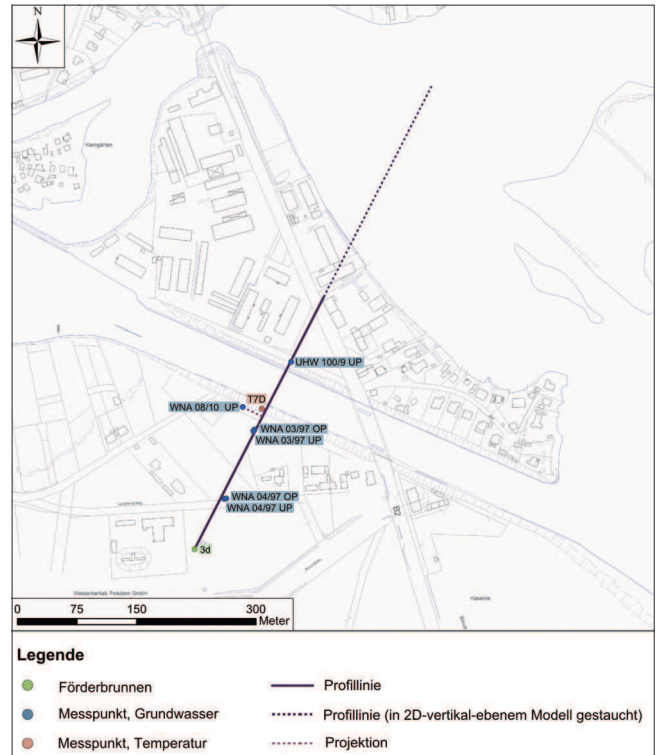 N
Kleingärten
UHW 100/9 UP
T7D
WNA 08/10 UP
WNA 03/97 OP
WNA 03/97 UP
WNA 04/97 OP
WNA 04/97 UP
B2
3d
Wasserbetrieb Potsdam GmbH
Kaserne
0 75 150 300
Meter
Legende
Förderbrunnen
Messpunkt, Grundwasser
Messpunkt, Temperatur
Profillinie
Profillinie (in 2D-vertikal-ebenem Modell gestaucht)
Projektion